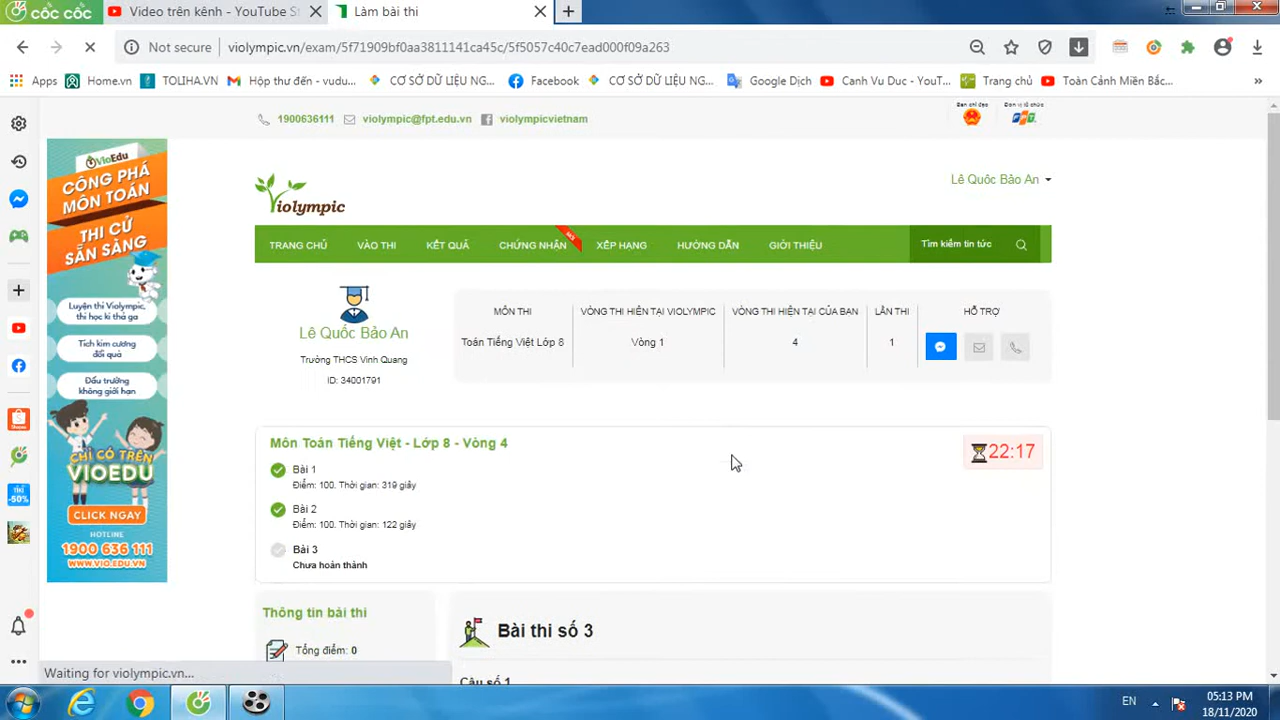 cốc cốc
Video trên kênh - YouTube St
Làm bài thi
Not secure
violympic.vn/exam/5f71909bf0aa3811141ca45c/5f5057c40c7ead000f09a263
Apps
Home.vn
TOLIHA.VN
Hộp thư đến - vudu...
CƠ SỞ DỮ LIỆU NG...
Facebook
CƠ SỞ DỮ LIỆU NG...
Google Dịch
Canh Vu Duc - YouT...
Trang chủ
Toàn Cảnh Miền Bắc...
»
1900636111
violympic@fpt.edu.vn
violympicvietnam
Ban chỉ đạo
Đơn vị tổ chức
FPT.
Violympic
Lê Quốc Bảo An
TRANG CHỦ
VÀO THI
KẾT QUẢ
CHỨNG NHẬN
XẾP HẠNG
HƯỚNG DẪN
GIỚI THIỆU
Tìm kiếm tin tức
Lê Quốc Bảo An
Trường THCS Vinh Quang
ID: 34001791
MÔN THI
VÒNG THI HIỆN TẠI VIOLYMPIC
VÒNG THI HIỆN TẠI CỦA BẠN
LẦN THI
HỖ TRỢ
Toán Tiếng Việt Lớp 8
Vòng 1
4
1
Môn Toán Tiếng Việt - Lớp 8 - Vòng 4
22:17
Bài 1
Điểm: 100. Thời gian: 319 giây
Bài 2
Điểm: 100. Thời gian: 122 giây
Bài 3
Chưa hoàn thành
Thông tin bài thi
Tổng điểm: 0
Bài thi số 3
Câu số 1
VioEdu
CÔNG PHÁ
MÔN TOÁN
THI CỬ
SẴN SÀNG
Luyện thi Violympic,
thi học kì thả ga
Tích kim cương
đổi quà
Đấu trường
không giới hạn
CHỈ CÓ TRÊN
VIOEDU
CLICK NGAY
HOTLINE
1900 636 111
WWW.VIO.EDU.VN
TIKI
-50%
Waiting for violympic.vn...
EN
05:13 PM
18/11/2020